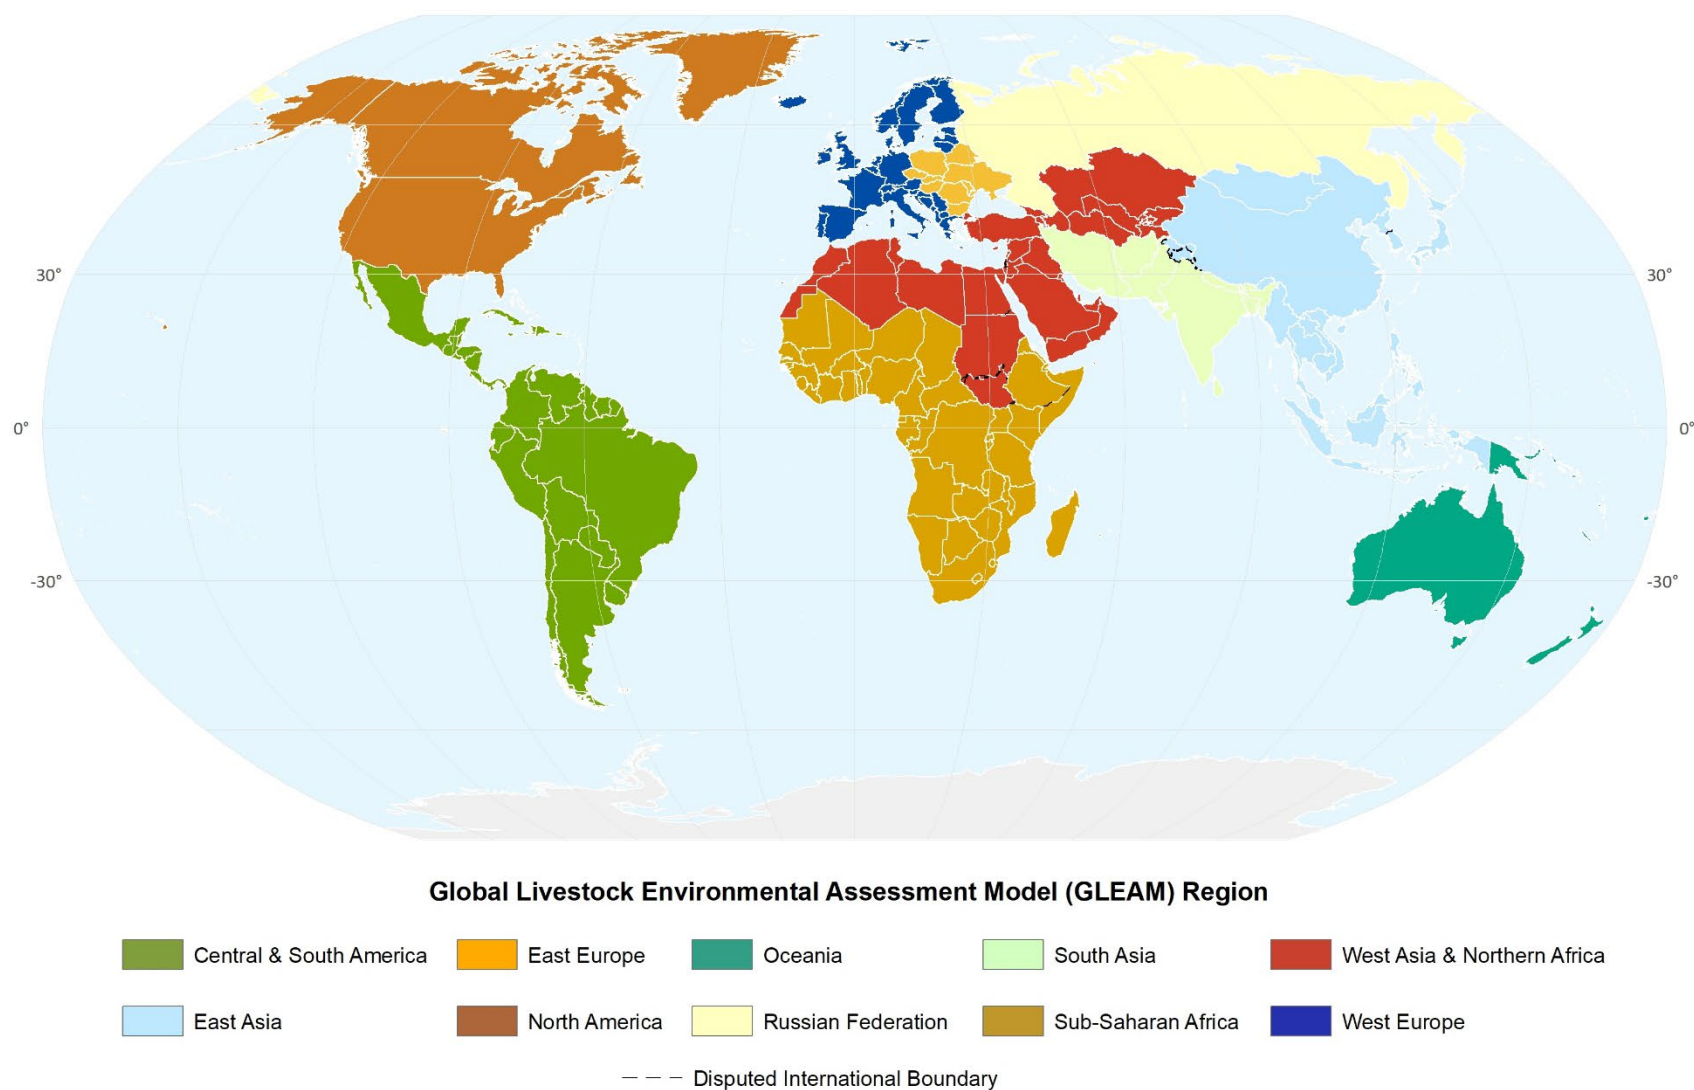 30°
30°
0°
0°
-30°
-30°
Global Livestock Environmental Assessment Model (GLEAM) Region
Central & South America
East Europe
Oceania
South Asia
West Asia & Northern Africa
East Asia
North America
Russian Federation
Sub-Saharan Africa
West Europe
Disputed International Boundary